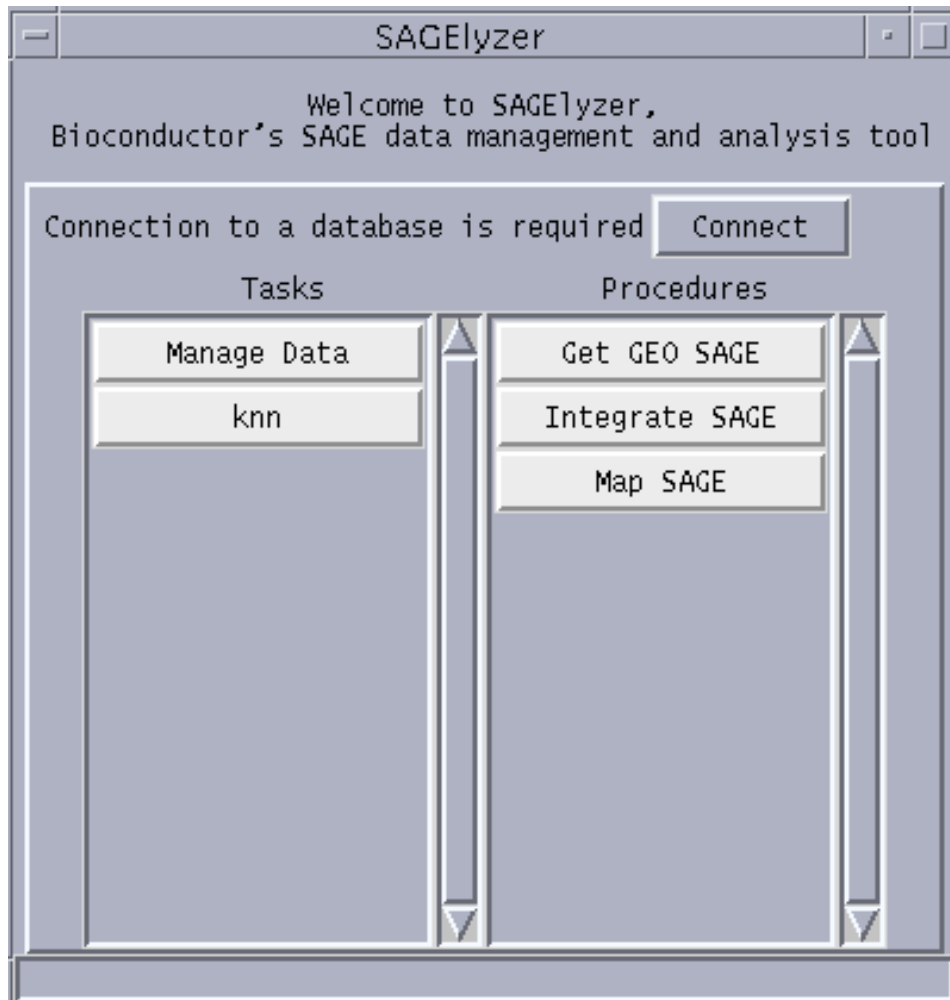 SAGElyzer
Welcome to SAGElyzer,
Bioconductor's SAGE data management and analysis tool
Connection to a database is required Connect
Tasks Procedures
Manage Data Get GEO SAGE
knn Integrate SAGE
Map SAGE